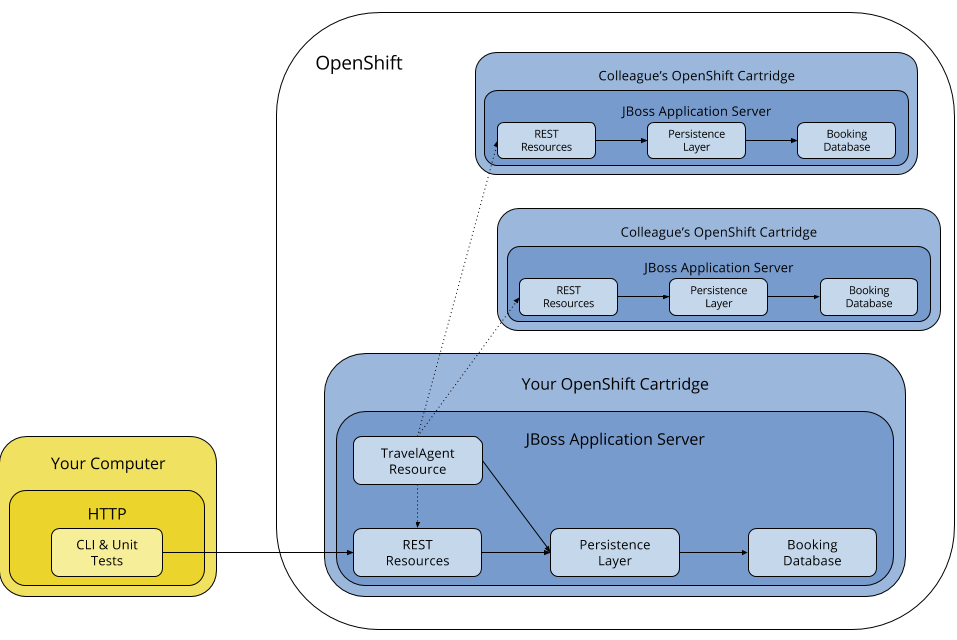 OpenShift
Colleague’s OpenShift Cartridge
JBoss Application Server
REST
Resources
Persistence
Layer
Booking
Database
Colleague’s OpenShift Cartridge
JBoss Application Server
REST
Resources
Persistence
Layer
Booking
Database
Your OpenShift Cartridge
JBoss Application Server
TravelAgent
Resource
REST
Resources
Persistence
Layer
Booking
Database
Your Computer
HTTP
CLI & Unit
Tests